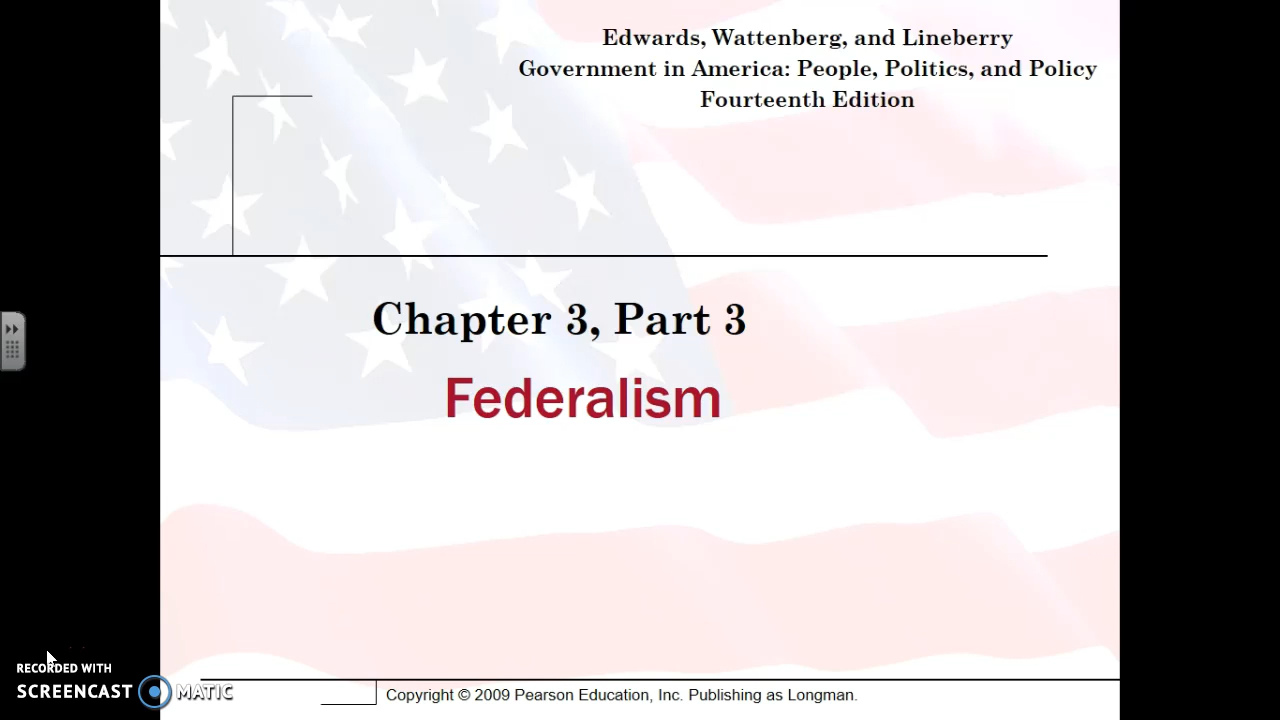 Edwards, Wattenberg, and Lineberry
Government in America: People, Politics, and Policy
Fourteenth Edition
Chapter 3, Part 3
Federalism
RECORDED WITH
SCREENCAST MATIC
Copyright © 2009 Pearson Education, Inc. Publishing as Longman.